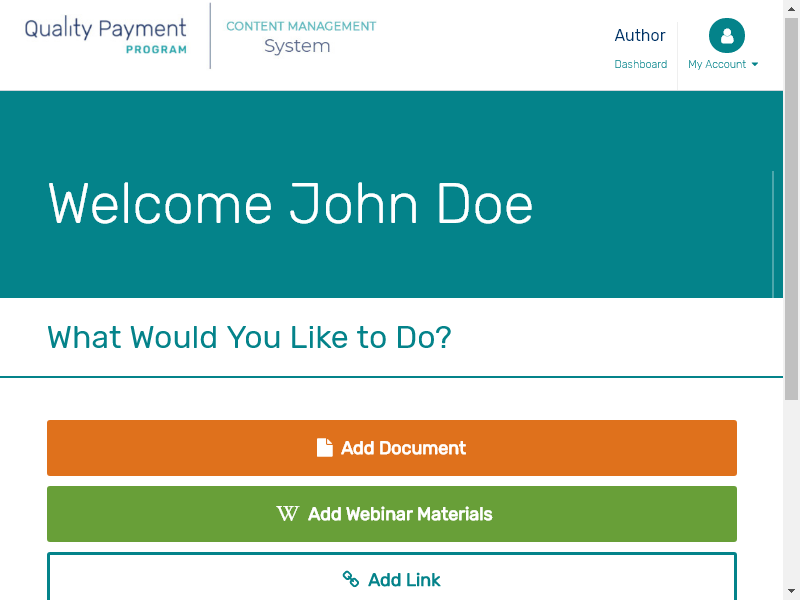 Quality Payment
PROGRAM
CONTENT MANAGEMENT
System
Author
Dashboard
My Account
Welcome John Doe
What Would You Like to Do?
Add Document
W Add Webinar Materials
Add Link